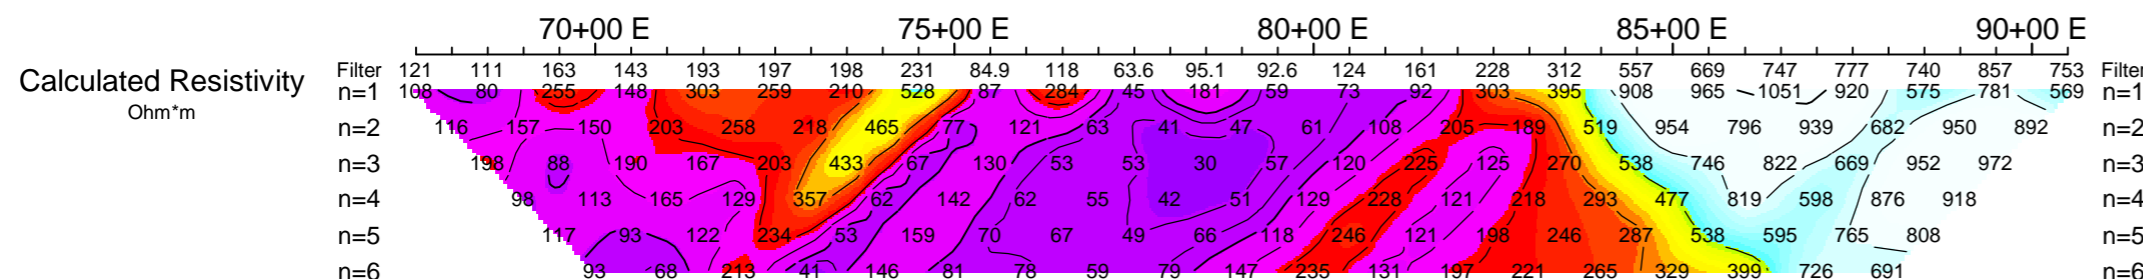 70+00 E 75+00 E 80+00 E 85+00 E 90+00 E
Calculated Resistivity
Ohm*m
Filter 121 111 163 143 193 197 198 231 84.9 118 63.6 95.1 92.6 124 161 228 312 557 669 747 777 740 857 753 Filter
n=1 108 80 255 148 303 259 210 528 87 284 45 181 59 73 92 303 395 908 965 1051 920 575 781 569 n=1
n=2 116 157 150 203 258 218 465 77 121 63 41 47 61 108 205 189 519 954 796 939 682 950 892 n=2
n=3 198 88 190 167 203 433 67 130 53 53 30 57 120 225 125 270 538 746 822 669 952 972 n=3
n=4 98 113 165 129 357 62 142 62 55 42 51 129 228 121 218 293 477 819 598 876 918 n=4
n=5 117 93 122 234 53 159 70 67 49 66 118 246 121 198 246 287 538 595 765 808 n=5
n=6 93 68 213 41 146 81 78 59 79 147 235 131 197 221 265 329 399 726 691 n=6